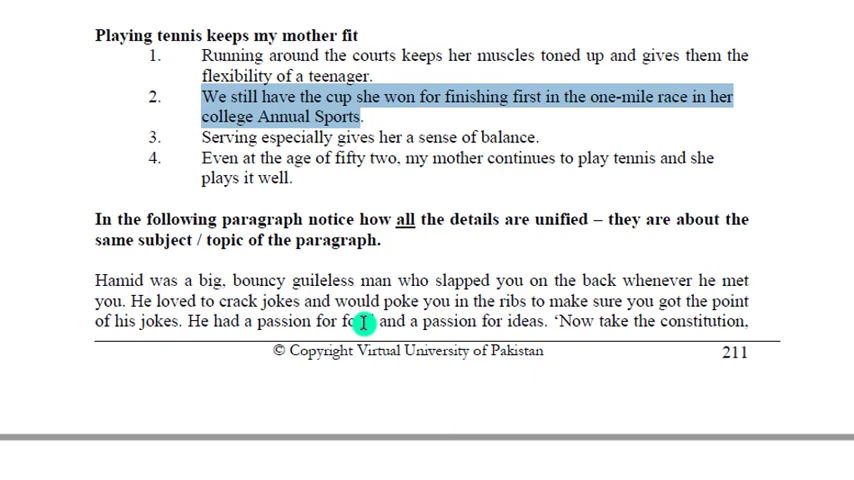 Playing tennis keeps my mother fit
1. Running around the courts keeps her muscles toned up and gives them the
flexibility of a teenager.
2. We still have the cup she won for finishing first in the one-mile race in her
college Annual Sports.
3. Serving especially gives her a sense of balance.
4. Even at the age of fifty two, my mother continues to play tennis and she
plays it well.
In the following paragraph notice how all the details are unified – they are about the
same subject / topic of the paragraph.
Hamid was a big, bouncy guileless man who slapped you on the back whenever he met
you. He loved to crack jokes and would poke you in the ribs to make sure you got the point
of his jokes. He had a passion for and a passion for ideas. ‘Now take the constitution,
© Copyright Virtual University of Pakistan 211